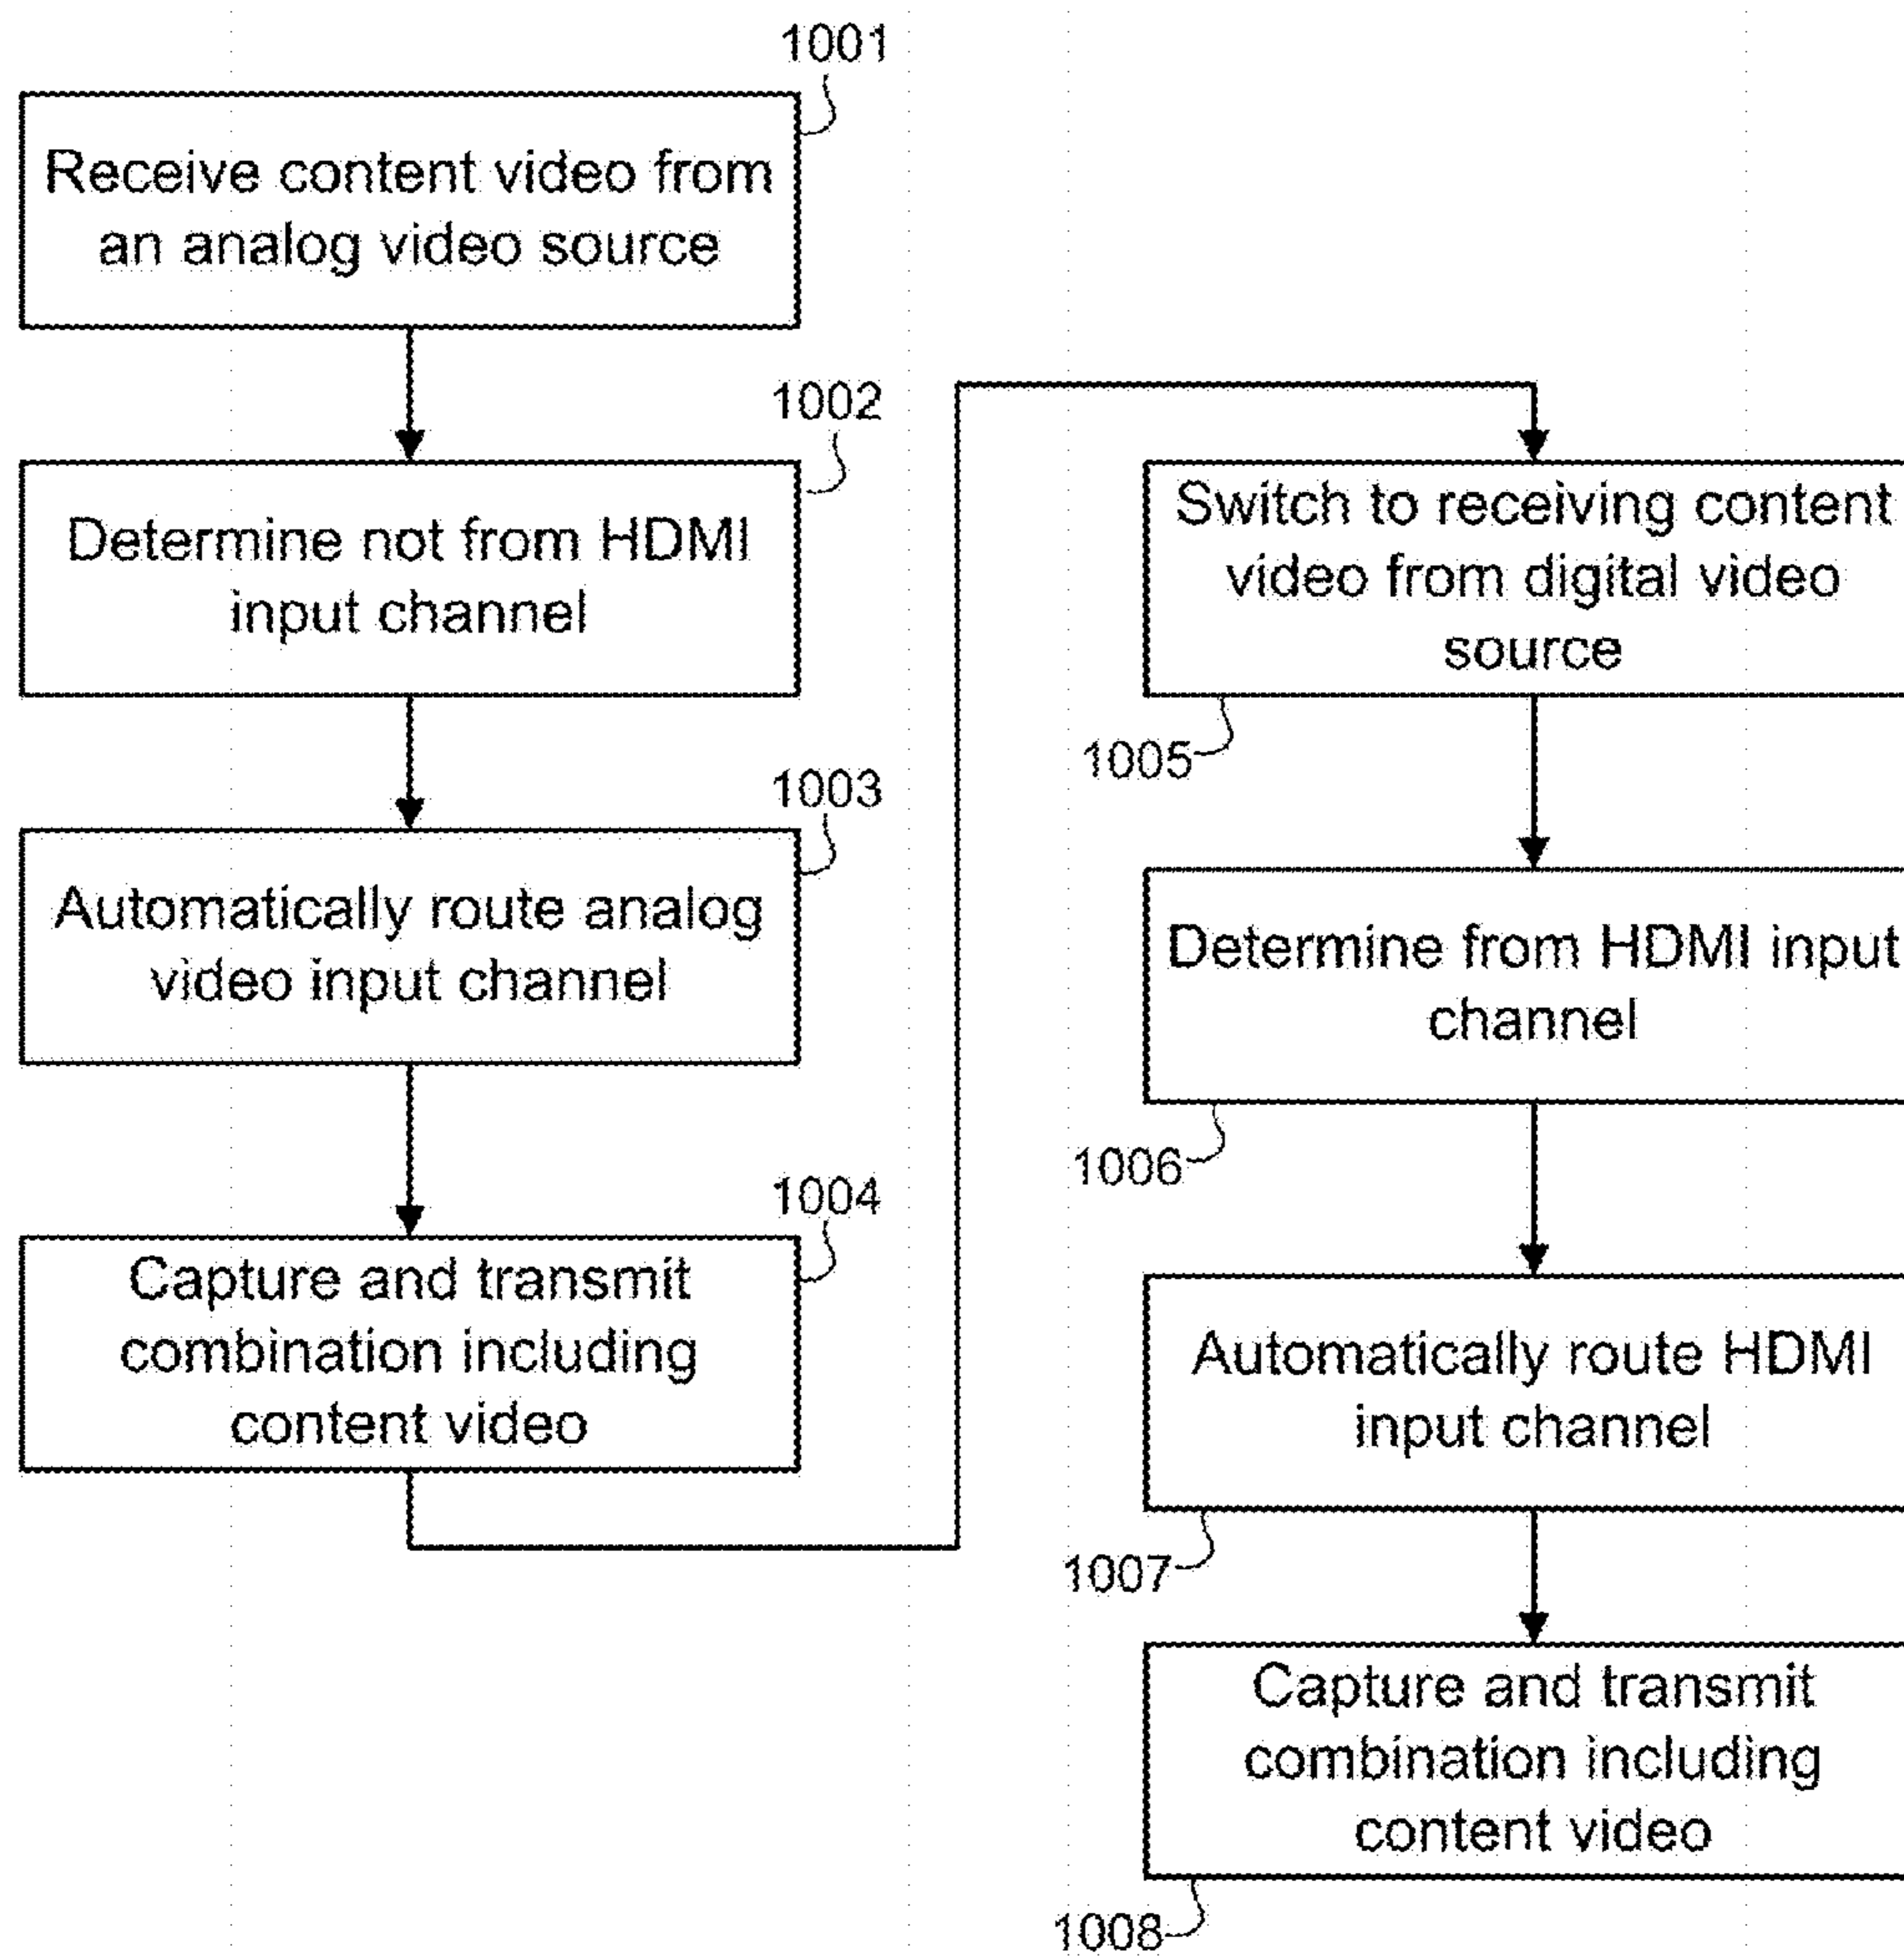 1001
Receive content video from
an analog video source
1002
Determine not from HDMI
input channel
1003
Automatically route analog
video input channel
1004
Capture and transmit
combination including
content video
Switch to receiving content
video from digital video
source
1005
Determine from HDMI input
channel
1006
Automatically route HDMI
input channel
1007
Capture and transmit
combination including
content video
1008